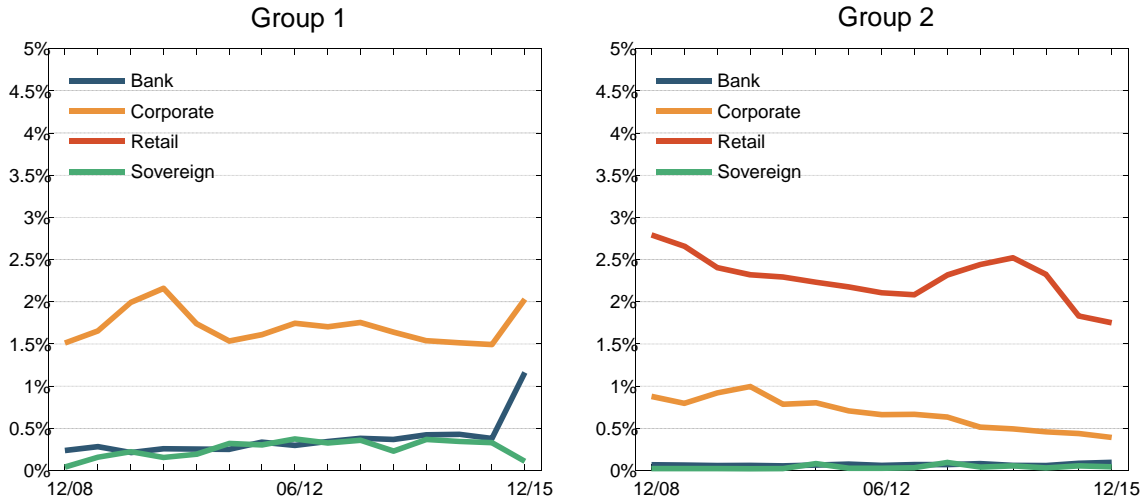 Group 1
5%
4.5%
4%
3.5%
3%
2.5%
2%
1.5%
1%
0.5%
0%
Bank
Corporate
Retail
Sovereign
12/08 06/12 12/15
Group 2
5%
4.5%
4%
3.5%
3%
2.5%
2%
1.5%
1%
0.5%
0%
Bank
Corporate
Retail
Sovereign
12/08 06/12 12/15